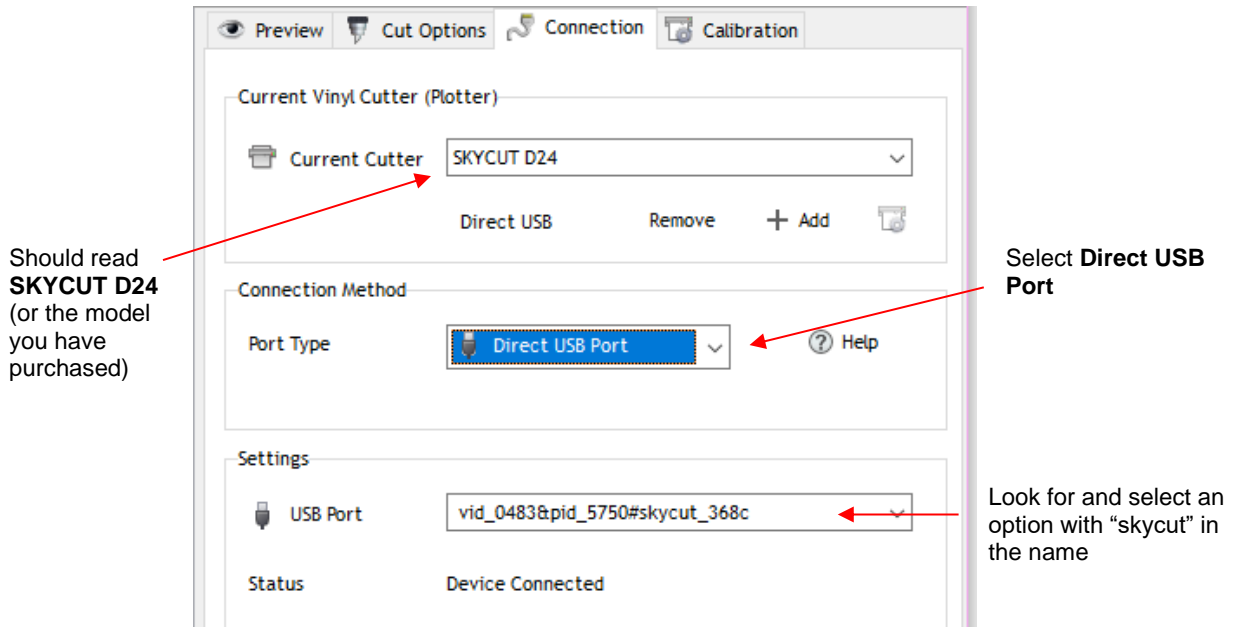 Preview Cut Options Connection Calibration
Current Vinyl Cutter (Plotter)
Current Cutter SKYCUT D24
Direct USB Remove + Add
Should read
SKYCUT D24
(or the model
you have
purchased)
Select Direct USB
Port
Connection Method
Port Type Direct USB Port ? Help
Settings
USB Port vid_0483&pid_5750#skycut_368c
Look for and select an
option with “skycut” in
the name
Status Device Connected